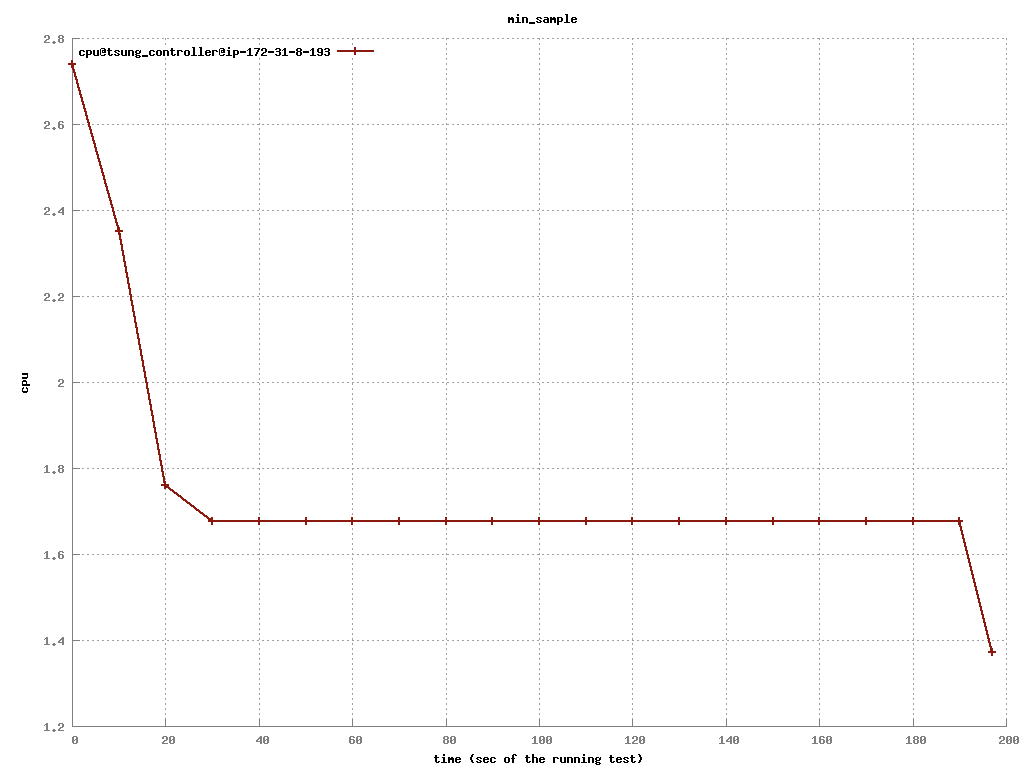 min_sample
cpu@tsung_controller@ip-172-31-8-193
2.8
2.6
2.4
2.2
2
1.8
1.6
1.4
1.2
cpu
0 20 40 60 80 100 120 140 160 180 200
time (sec of the running test)